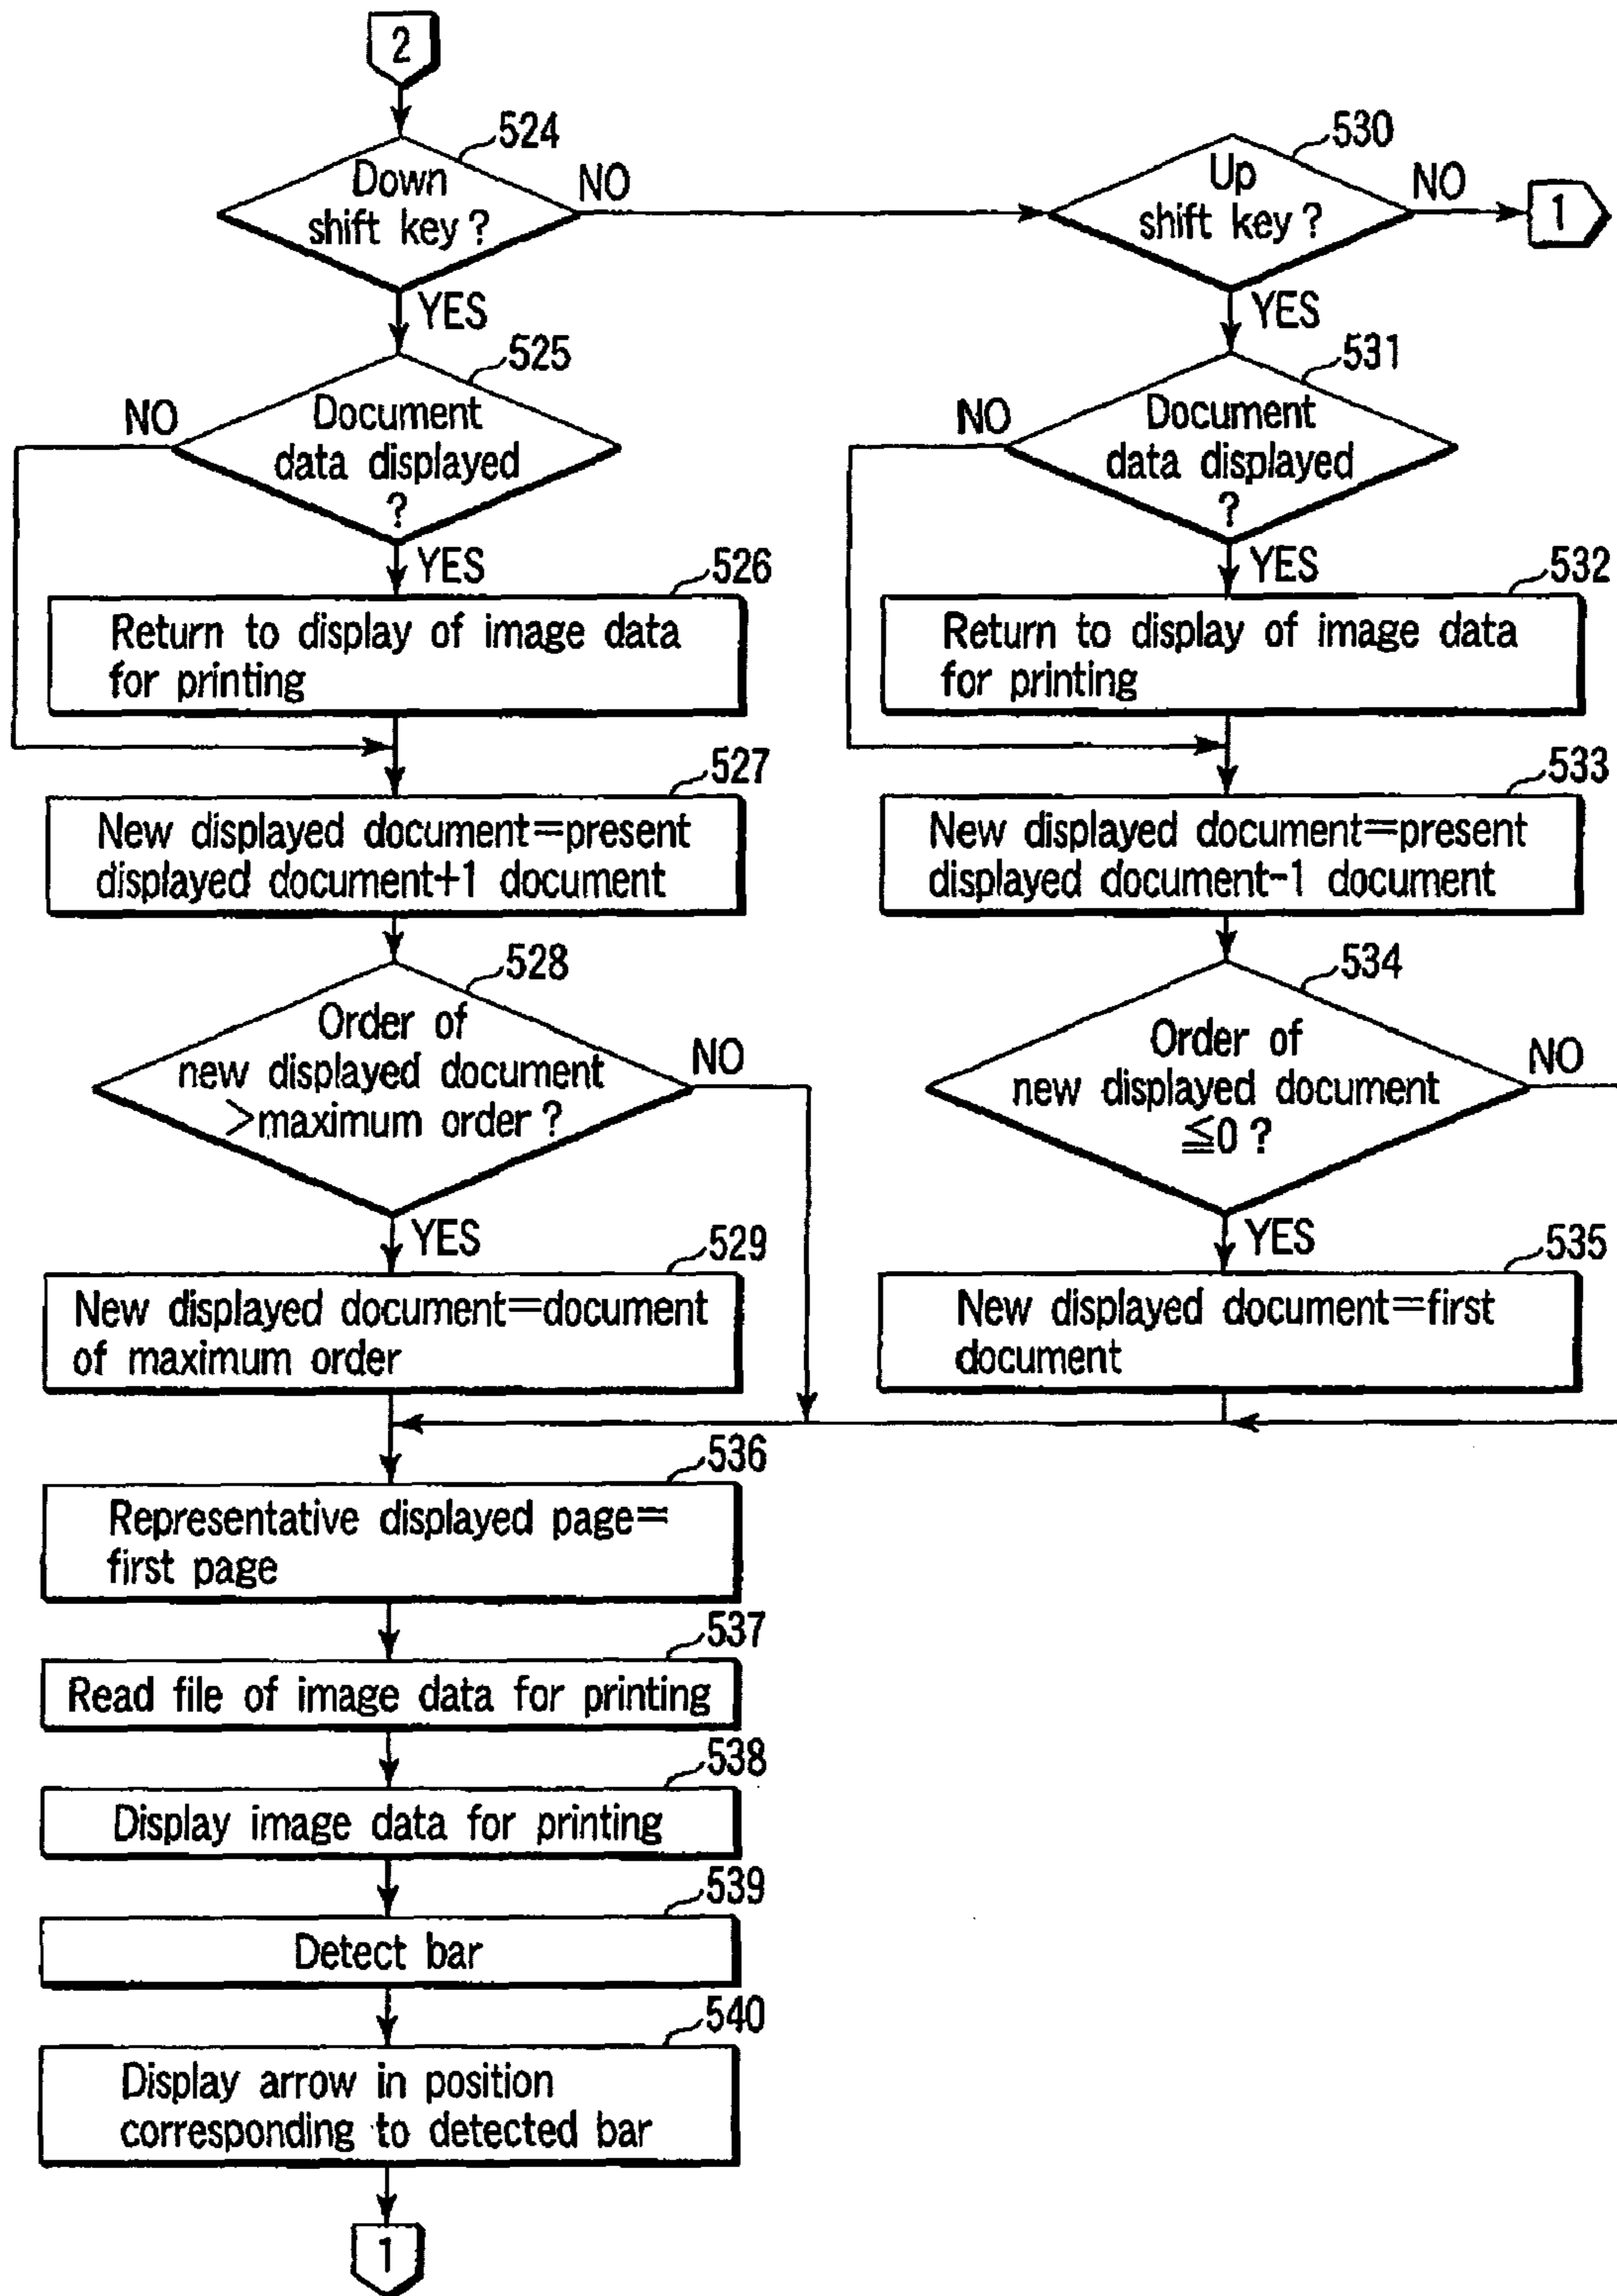 2
524
Down
shift key?
NO
YES
530
Up
shift key?
NO
1
YES
525
Document
data displayed
?
NO
YES
531
Document
data displayed
?
NO
YES
526
Return to display of image data
for printing
532
Return to display of image data
for printing
527
New displayed document=present
displayed document+1 document
533
New displayed document=present
displayed document-1 document
528
Order of
new displayed document
>maximum order?
NO
YES
534
Order of
new displayed document
≦0?
NO
YES
529
New displayed document=document
of maximum order
535
New displayed document=first
document
536
Representative displayed page=
first page
537
Read file of image data for printing
538
Display image data for printing
539
Detect bar
540
Display arrow in position
corresponding to detected bar
1